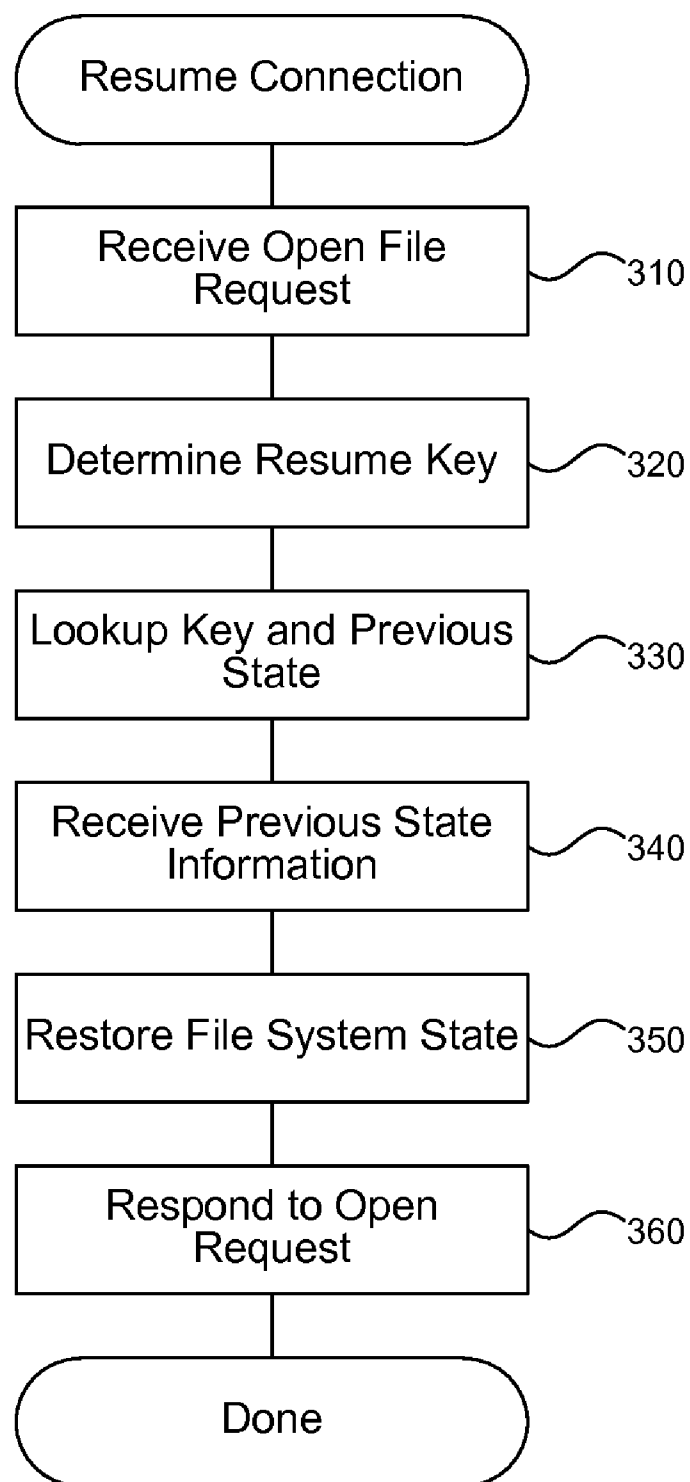 Resume Connection
Receive Open File
Request
310
Determine Resume Key
320
Lookup Key and Previous
State
330
Receive Previous State
Information
340
Restore File System State
350
Respond to Open
Request
360
Done